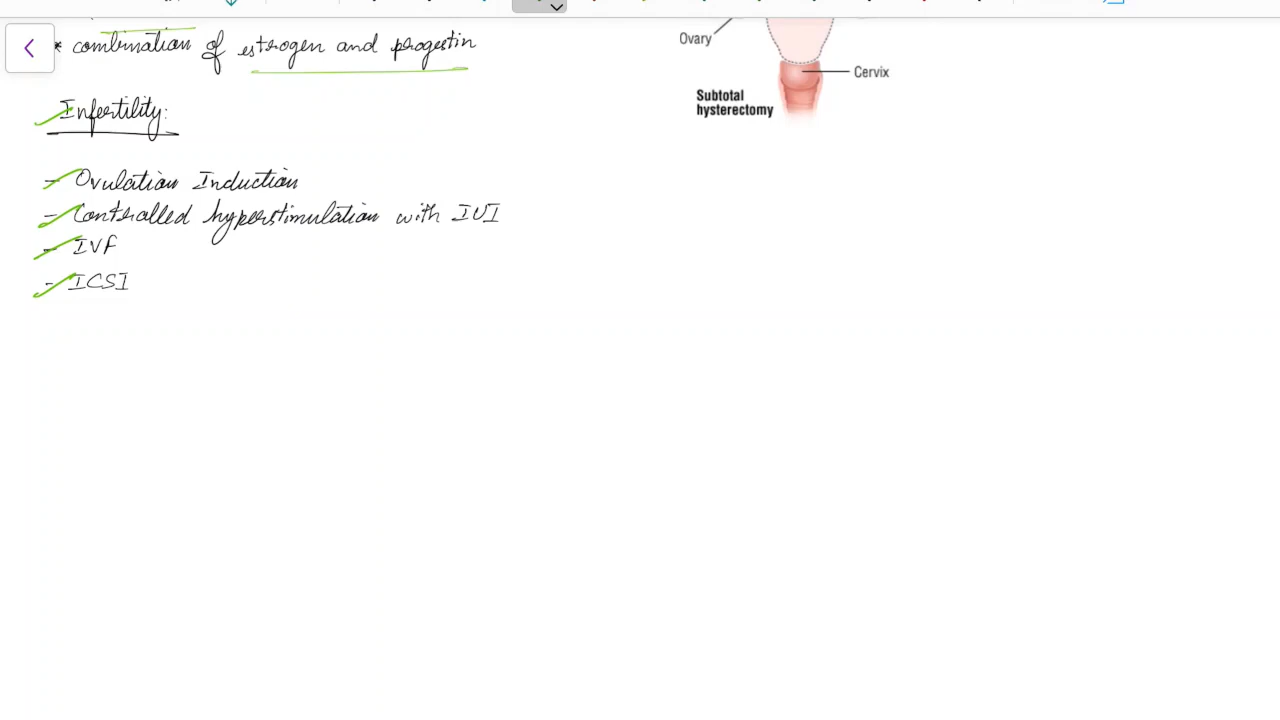 * combination of estrogen and progestin
Infertility:
- Ovulation Induction
- Controlled hyperstimulation with IUI
- IVF
- ICSI
Ovary
Cervix
Subtotal
hysterectomy